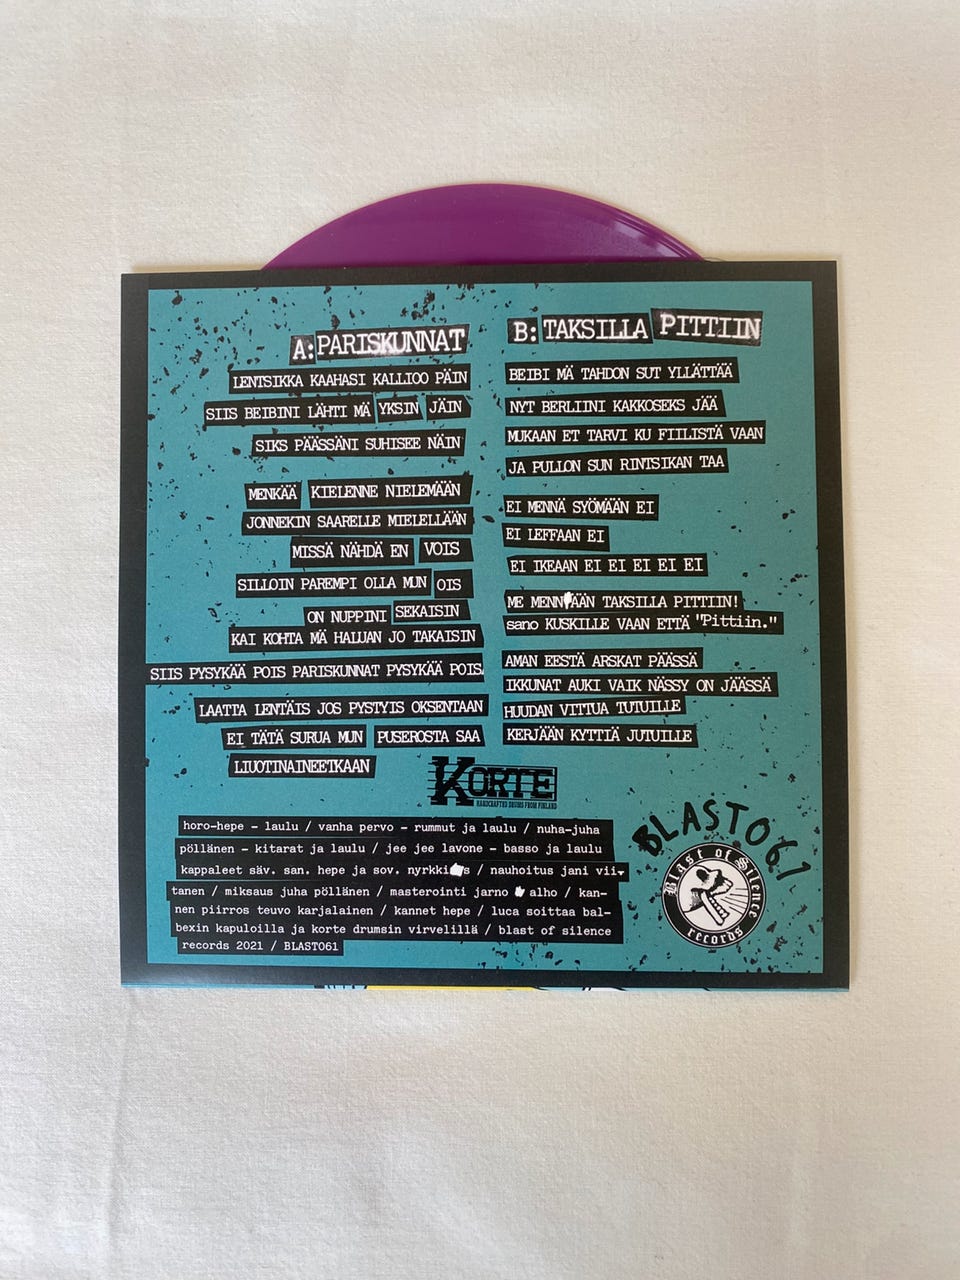 A: PARISKUNNAT
LENTSIKKA KAAHASI KALLIOO PÄIN
SIIS BEIBINI LÄHTI MÄ YKSIN JÄIN
SIKS PÄÄSSÄNI SUHISEE NÄIN
MENKÄÄ KIELENNE NIELEMÄÄN
JONNEKIN SAARELLE MIELELLÄÄN
MISSÄ NÄHDÄ EN VOIS
SILLOIN PAREMPI OLLA MUN OIS
ON NUPPINI SEKAISIN
KAI KOHTA MÄ HALUAN JO TAKAISIN
SIIS PYSYKÄÄ POIS PARISKUNNAT PYSYKÄÄ POIS
LAATTA LENTÄIS JOS PYSTYIS OKSENTAAN
EI TÄTÄ SURUA MUN PUSEROSTA SAA
LIUOTINAINEETKAAN
B: TAKSILLA PITTIIN
BEIBI MÄ TAHDON SUT YLLÄTTÄÄ
NYT BERLIINI KAKKOSEKS JÄÄ
MUKAAN ET TARVI KU FIILISTÄ VAAN
JA PULLON SUN RINTSIKAN TAA
EI MENNÄ SYÖMÄÄN EI
EI LEFFAAN EI
EI IKEAAN EI EI EI EI EI
ME MENNÄÄN TAKSILLA PITTIIN!
sano KUSKILLE VAAN ETTÄ "Pittiin."
AMAN EESTÄ ARSKAT PÄÄSSÄ
IKKUNAT AUKI VAIK NÄSSY ON JÄÄSSÄ
HUUDAN VITTUA TUTUILLE
KERJÄÄN KYTTIÄ JUTUILLE
KORTE
HANDCRAFTED DRUMS FROM FINLAND
horo-hepe - laulu / vanha pervo - rummut ja laulu / nuha-juha
pöllänen - kitarat ja laulu / jee jee lavone - basso ja laulu
kappaleet säv. san. hepe ja sov. nyrkki s / nauhoitus jani vii-
tanen / miksaus juha pöllänen / masterointi jarno alho / kan-
nen piirros teuvo karjalainen / kannet hepe / luca soittaa bal-
bexin kapuloilla ja korte drumsin virvelillä / blast of silence
records 2021 / BLAST061
BLAST061
Blast of Silence
records